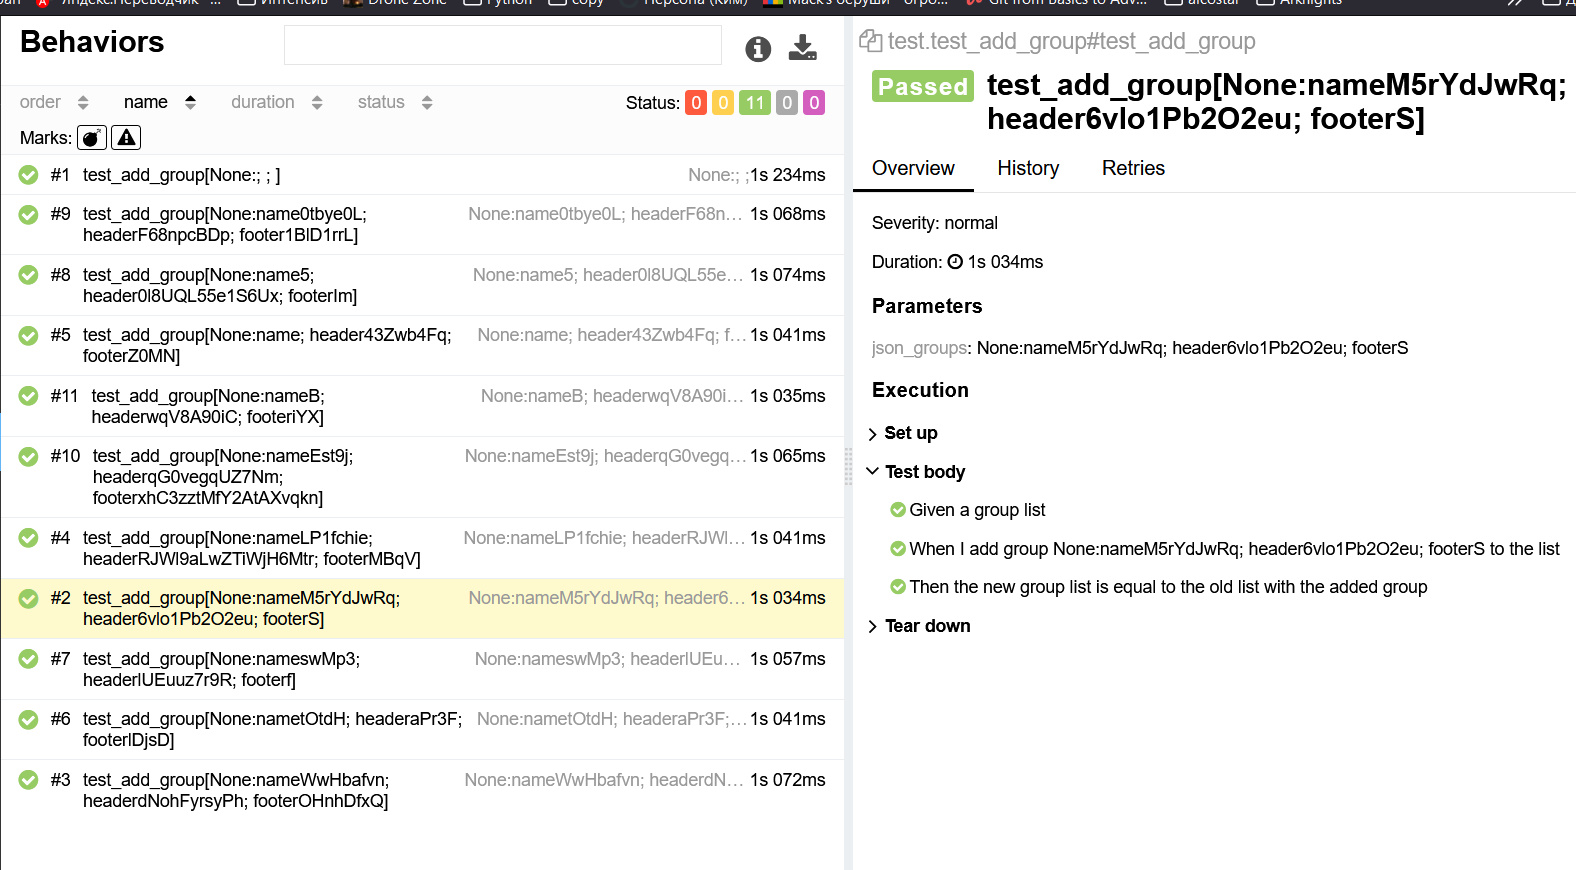 Behaviors
order name duration status Status: 0 0 11 0 0
Marks:
#1 test_add_group[None:; ; ] None:; ; 1s 234ms
#9 test_add_group[None:name0tbye0L; None:name0tbye0L; headerF68n... 1s 068ms
headerF68npcBDp; footer1BlD1rrL]
#8 test_add_group[None:name5; None:name5; header0l8UQL55e... 1s 074ms
header0l8UQL55e1S6Ux; footerIm]
#5 test_add_group[None:name; header43Zwb4Fq; None:name; header43Zwb4Fq; f... 1s 041ms
footerZ0MN]
#11 test_add_group[None:nameB; None:nameB; headerwqV8A90i... 1s 035ms
headerwqV8A90iC; footeriYX]
#10 test_add_group[None:nameEst9j; None:nameEst9j; headerqG0vegq... 1s 065ms
headerqG0vegqUZ7Nm;
footerxhC3zztMfY2AtAXvqkn]
#4 test_add_group[None:nameLP1fchie; None:nameLP1fchie; headerRJWl... 1s 041ms
headerRJWl9aLwZTiWjH6Mtr; footerMBqV]
#2 test_add_group[None:nameM5rYdJwRq; None:nameM5rYdJwRq; header6... 1s 034ms
header6vlo1Pb2O2eu; footerS]
#7 test_add_group[None:nameswMp3; None:nameswMp3; headerlUEu... 1s 057ms
headerlUEuuz7r9R; footerf]
#6 test_add_group[None:nametOtdH; headeraPr3F; None:nametOtdH; headeraPr3F;... 1s 041ms
footerlDjsD]
#3 test_add_group[None:nameWwHbafvn; None:nameWwHbafvn; headerdN... 1s 072ms
headerdNohFyrsyPh; footerOHnhDfxQ]
test.test_add_group#test_add_group
Passed test_add_group[None:nameM5rYdJwRq;
header6vlo1Pb2O2eu; footerS]
Overview History Retries
Severity: normal
Duration: 1s 034ms
Parameters
json_groups: None:nameM5rYdJwRq; header6vlo1Pb2O2eu; footerS
Execution
Set up
Test body
Given a group list
When I add group None:nameM5rYdJwRq; header6vlo1Pb2O2eu; footerS to the list
Then the new group list is equal to the old list with the added group
Tear down